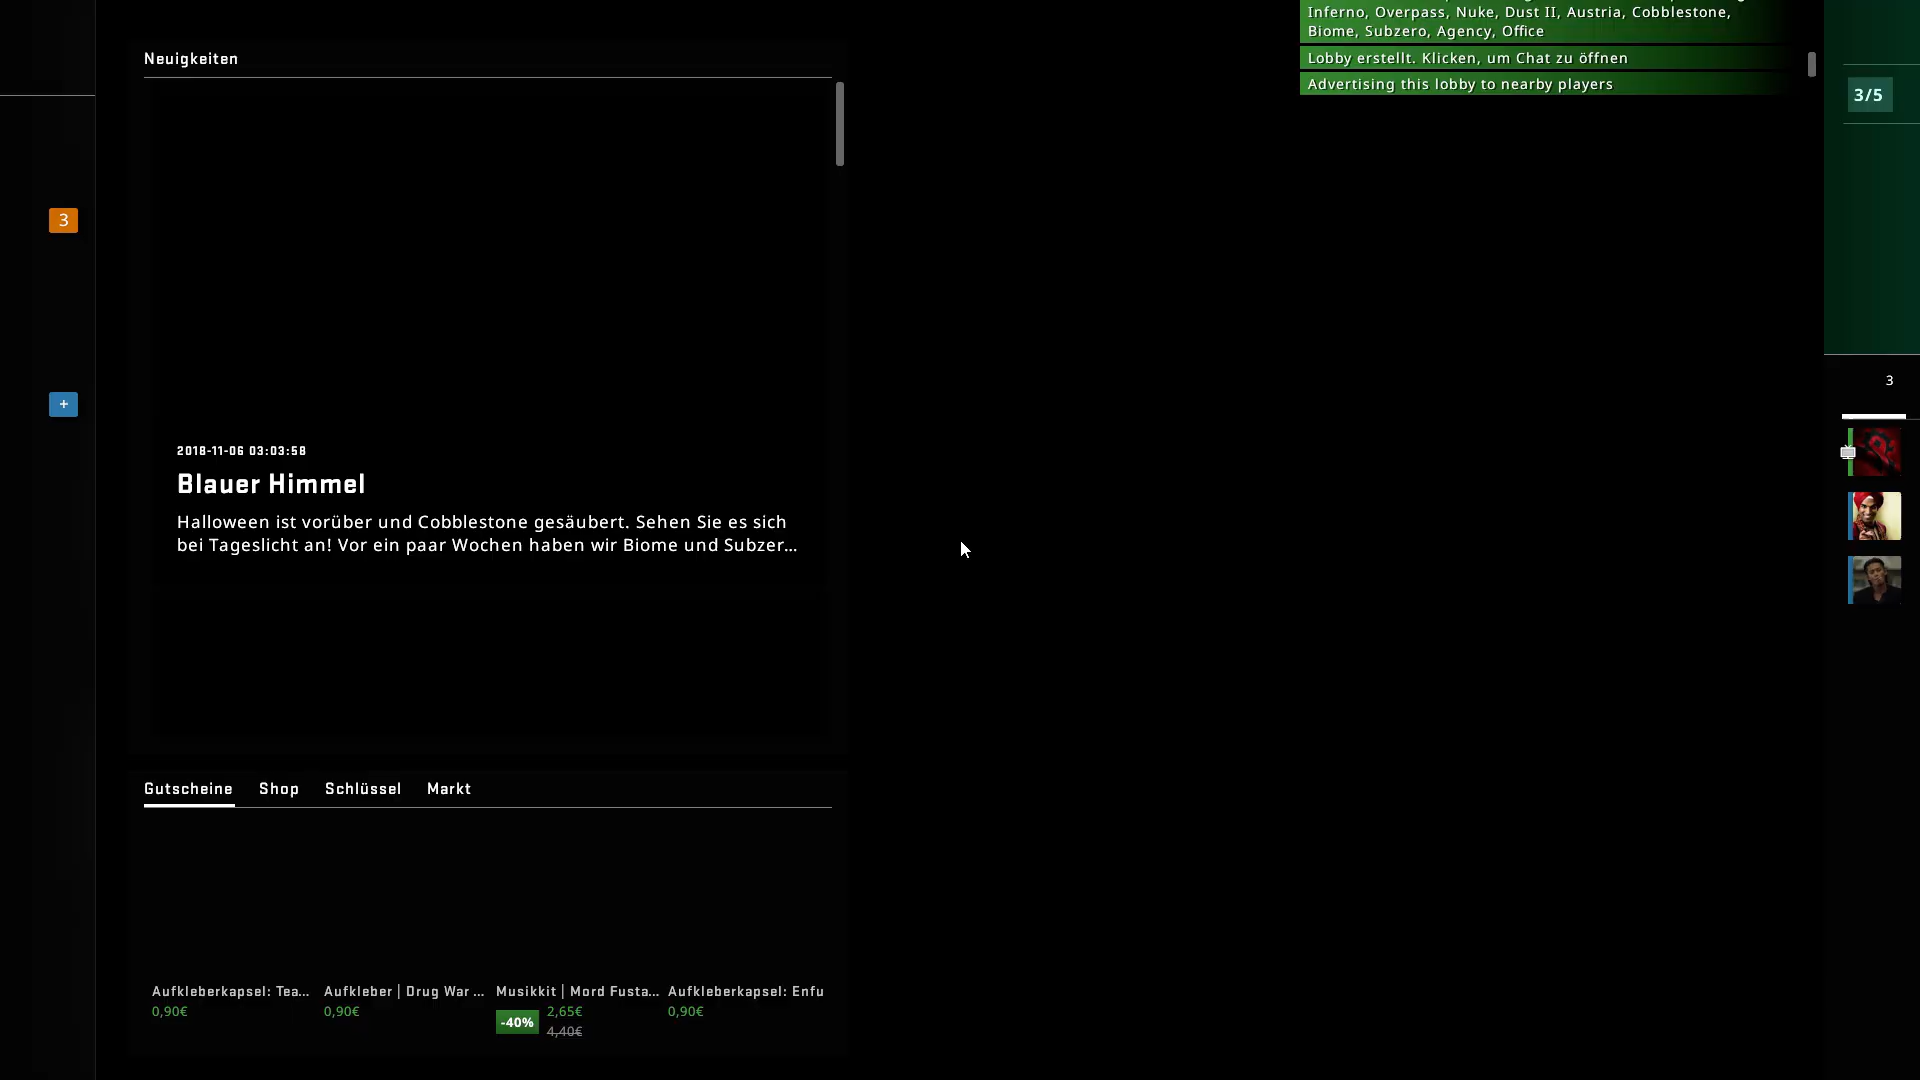 Inferno, Overpass, Nuke, Dust II, Austria, Cobblestone,
Biome, Subzero, Agency, Office
Lobby erstellt. Klicken, um Chat zu öffnen
Advertising this lobby to nearby players
Neuigkeiten
3/5
3
3
+
2018-11-06 03:03:58
Blauer Himmel
Halloween ist vorüber und Cobblestone gesäubert. Sehen Sie es sich
bei Tageslicht an! Vor ein paar Wochen haben wir Biome und Subzer...
Gutscheine Shop Schlüssel Markt
Aufkleberkapsel: Tea... Aufkleber | Drug War ... Musikkit | Mord Fusta... Aufkleberkapsel: Enfu
0,90€ 0,90€ -40% 2,65€ 0,90€
4,40€